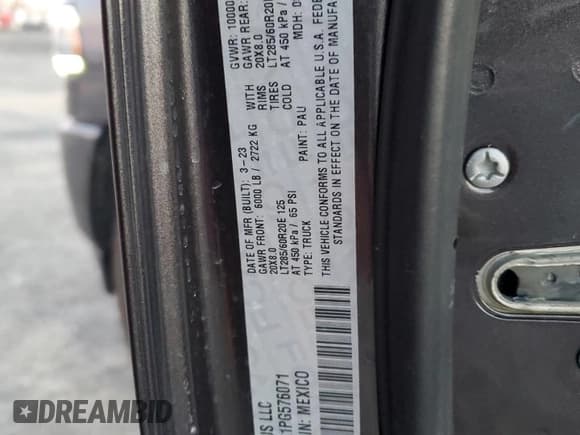 US LLC
1PG576071
IN: MEXICO
DATE OF MFR (BUILT): 3-23
GVWR: 10000
GAWR FRONT: 6000 LB / 2722 KG
GAWR REAR:
20X8.0 WITH RIMS 20X8.0
LT285/60R20E 125 TIRES LT285/60R20
AT 450 kPa / 65 PSI COLD AT 450 kPa /
TYPE: TRUCK PAINT: PAU MDH:
THIS VEHICLE CONFORMS TO ALL APPLICABLE U.S.A. FEDE
STANDARDS IN EFFECT ON THE DATE OF MANUFA
DREAMBID